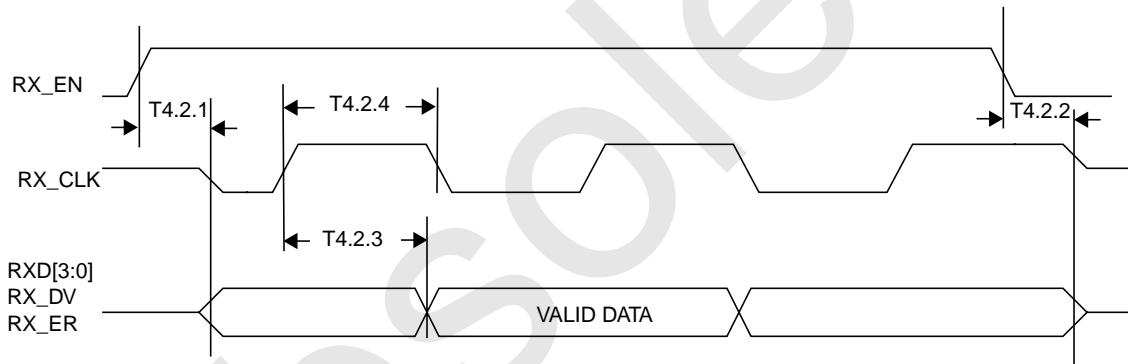 RX_EN
T4.2.1
T4.2.4
T4.2.2
RX_CLK
T4.2.3
RXD[3:0]
RX_DV
RX_ER
VALID DATA